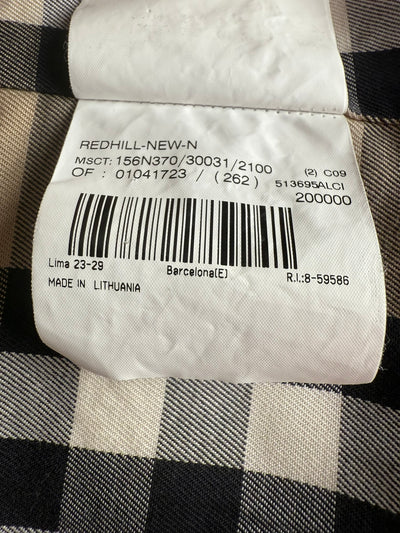 REDHILL-NEW-N
MSCT: 156N370/30031/2100 (2) C09
OF : 01041723 / (262) 513695ALCI
200000
Lima 23-29 Barcelona(E) R.I.:8-59586
MADE IN LITHUANIA